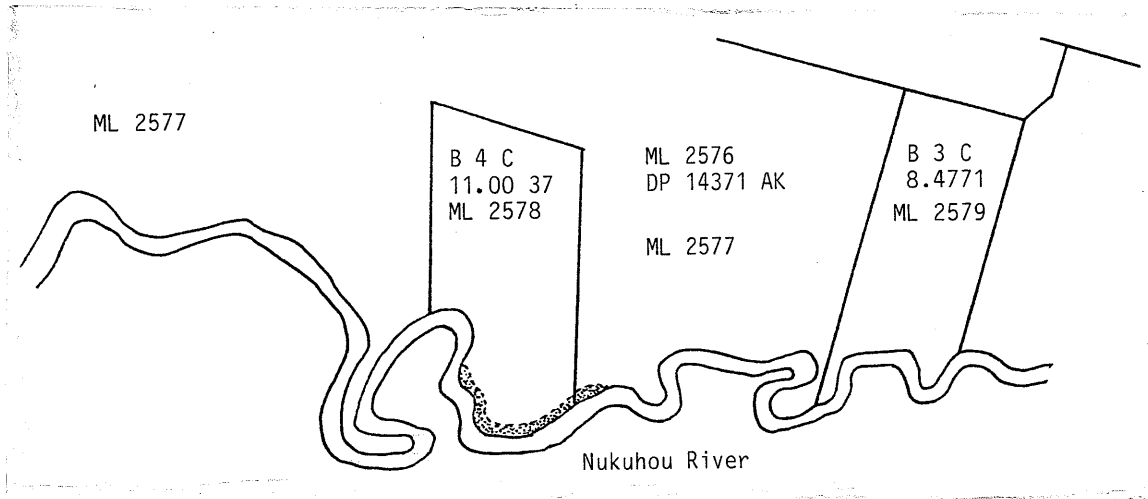 ML 2577
B 4 C
11.00 37
ML 2578
ML 2576
DP 14371 AK
ML 2577
B 3 C
8.4771
ML 2579
Nukuhou River